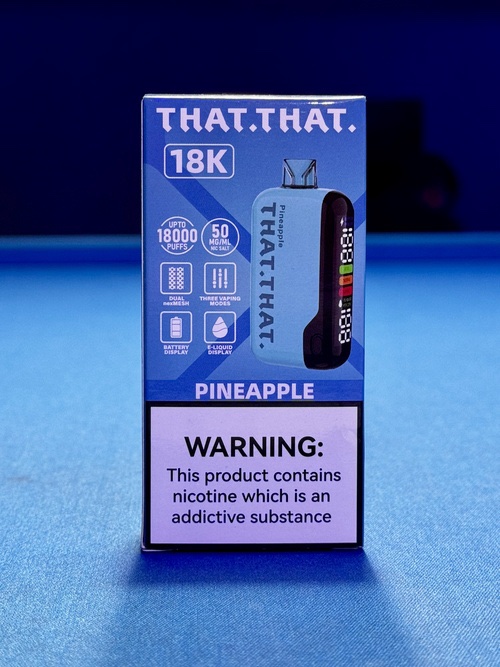 THAT.THAT.
18K
UPTO
18000
PUFFS
50
MG/ML
NIC SALT
DUAL
nexMESH
THREE VAPING
MODES
BATTERY
DISPLAY
E-LIQUID
DISPLAY
Pineapple
THAT.THAT.
PINEAPPLE
WARNING:
This product contains
nicotine which is an
addictive substance